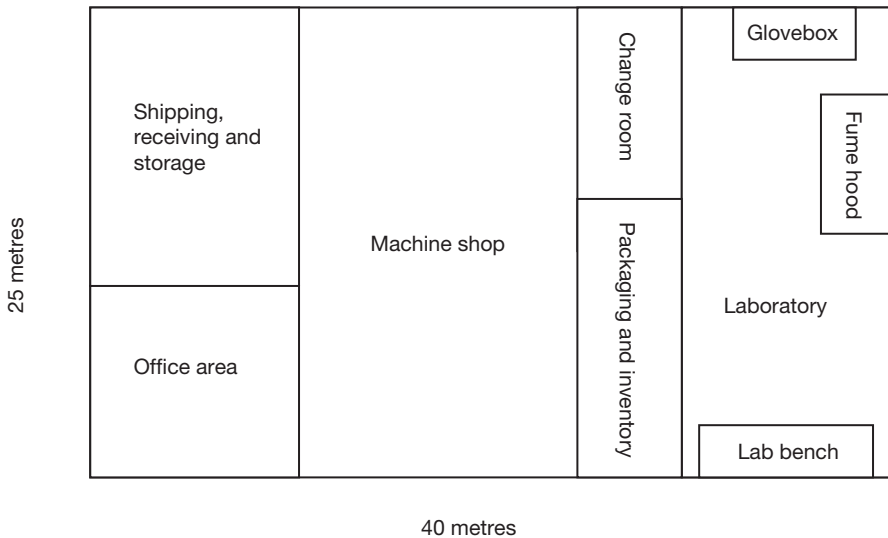 Glovebox
Change room
Shipping,
receiving and
storage
Fume hood
Machine shop
Packaging and inventory
25 metres
Laboratory
Office area
Lab bench
40 metres